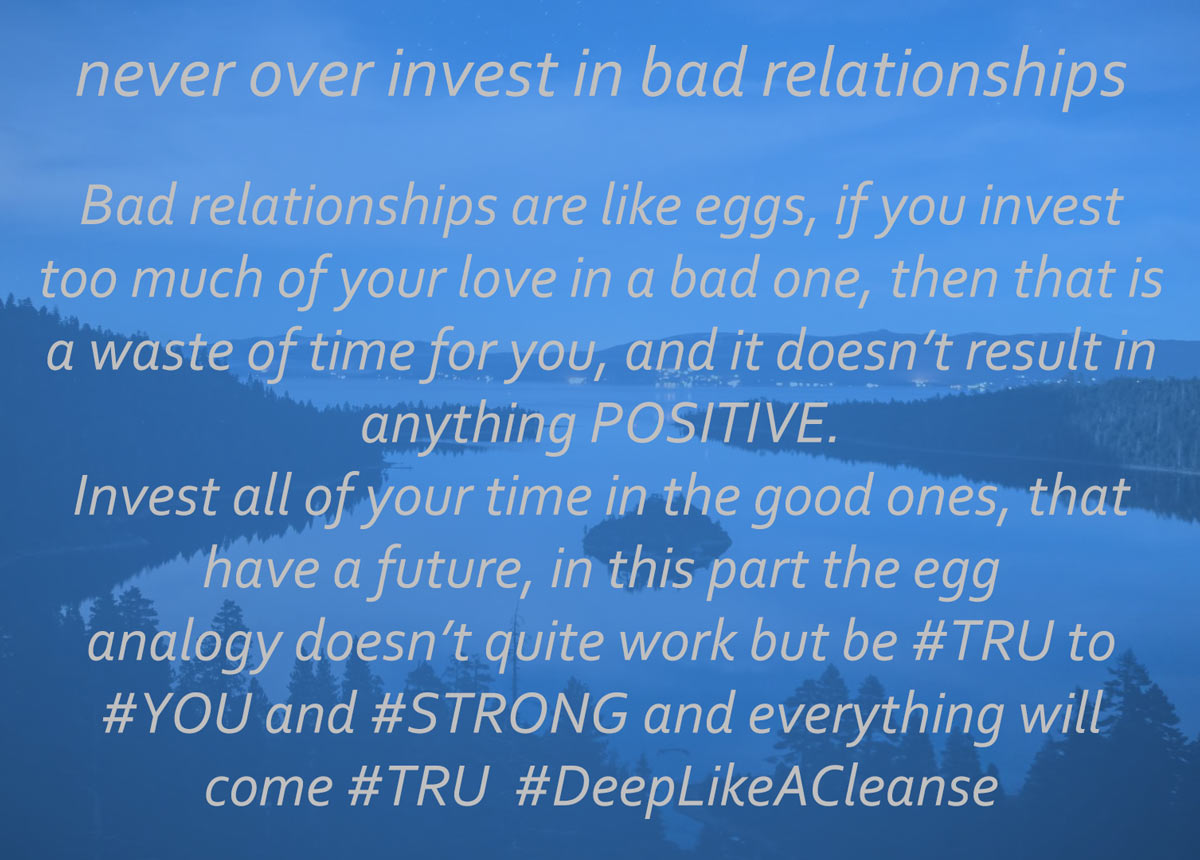 never over invest in bad relationships
Bad relationships are like eggs, if you invest
too much of your love in a bad one, then that is
a waste of time for you, and it doesn’t result in
anything POSITIVE.
Invest all of your time in the good ones, that
have a future, in this part the egg
analogy doesn’t quite work but be #TRU to
#YOU and #STRONG and everything will
come #TRU  #DeepLikeACleanse